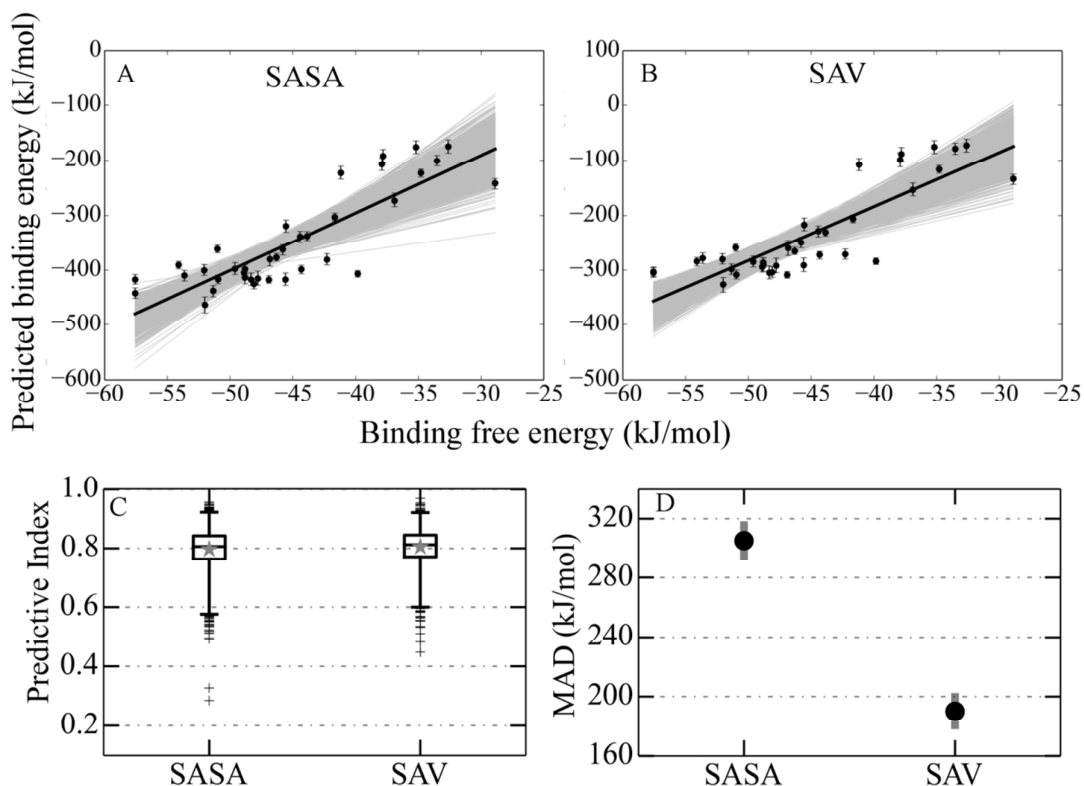 Predicted binding energy (kJ/mol)
0
−100
−200
−300
−400
−500
−600
A
SASA
−60 −55 −50 −45 −40 −35 −30 −25
100
0
−100
−200
−300
−400
−500
B
SAV
−60 −55 −50 −45 −40 −35 −30 −25
Binding free energy (kJ/mol)
Predictive Index
1.0
0.8
0.6
0.4
0.2
C
SASA SAV
MAD (kJ/mol)
320
280
240
200
160
D
SASA SAV